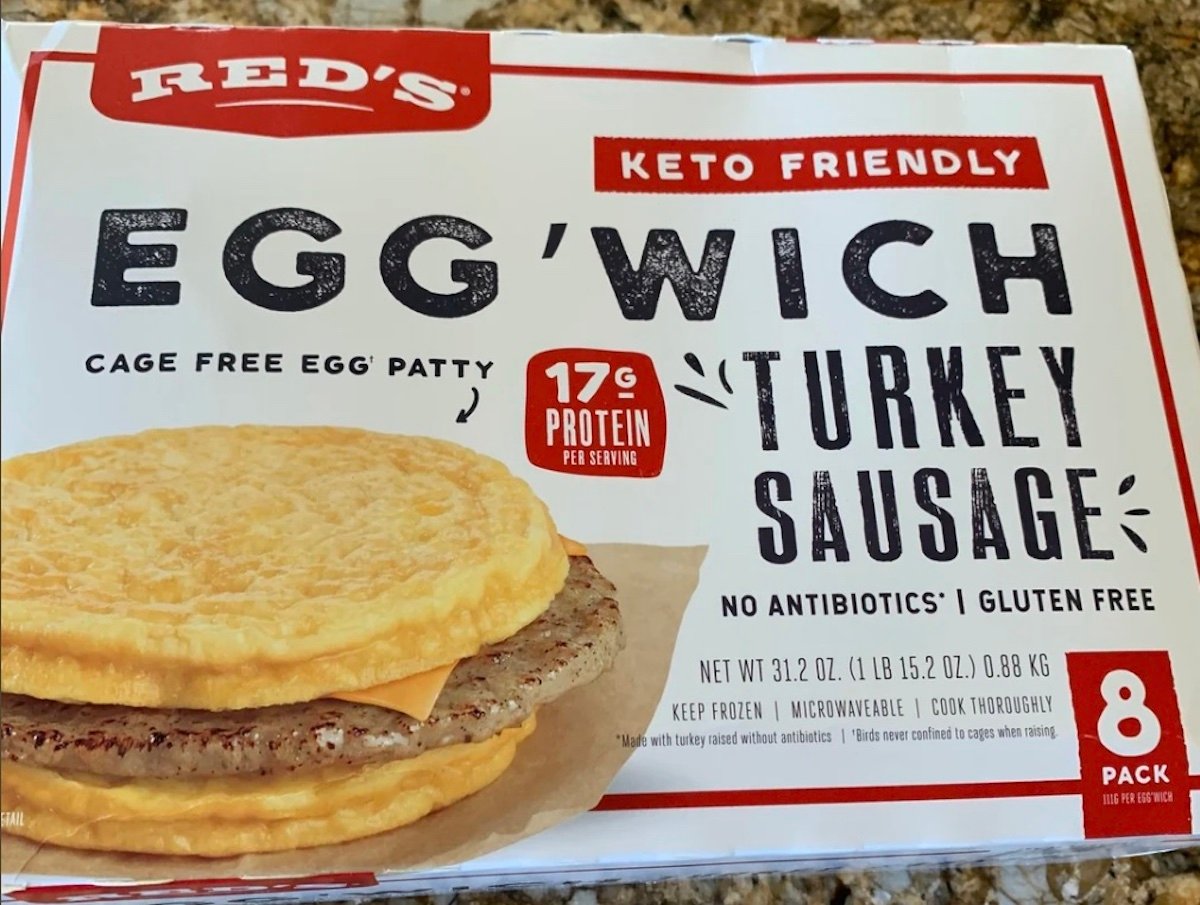 RED'S®
KETO FRIENDLY
EGG'WICH
CAGE FREE EGG† PATTY
17G
PROTEIN
PER SERVING
TURKEY
SAUSAGE
NO ANTIBIOTICS* | GLUTEN FREE
NET WT 31.2 OZ. (1 LB 15.2 OZ.) 0.88 KG
KEEP FROZEN | MICROWAVEABLE | COOK THOROUGHLY
*Made with turkey raised without antibiotics | †Birds never confined to cages when raising.
8
PACK
111G PER EGG'WICH
ETAIL